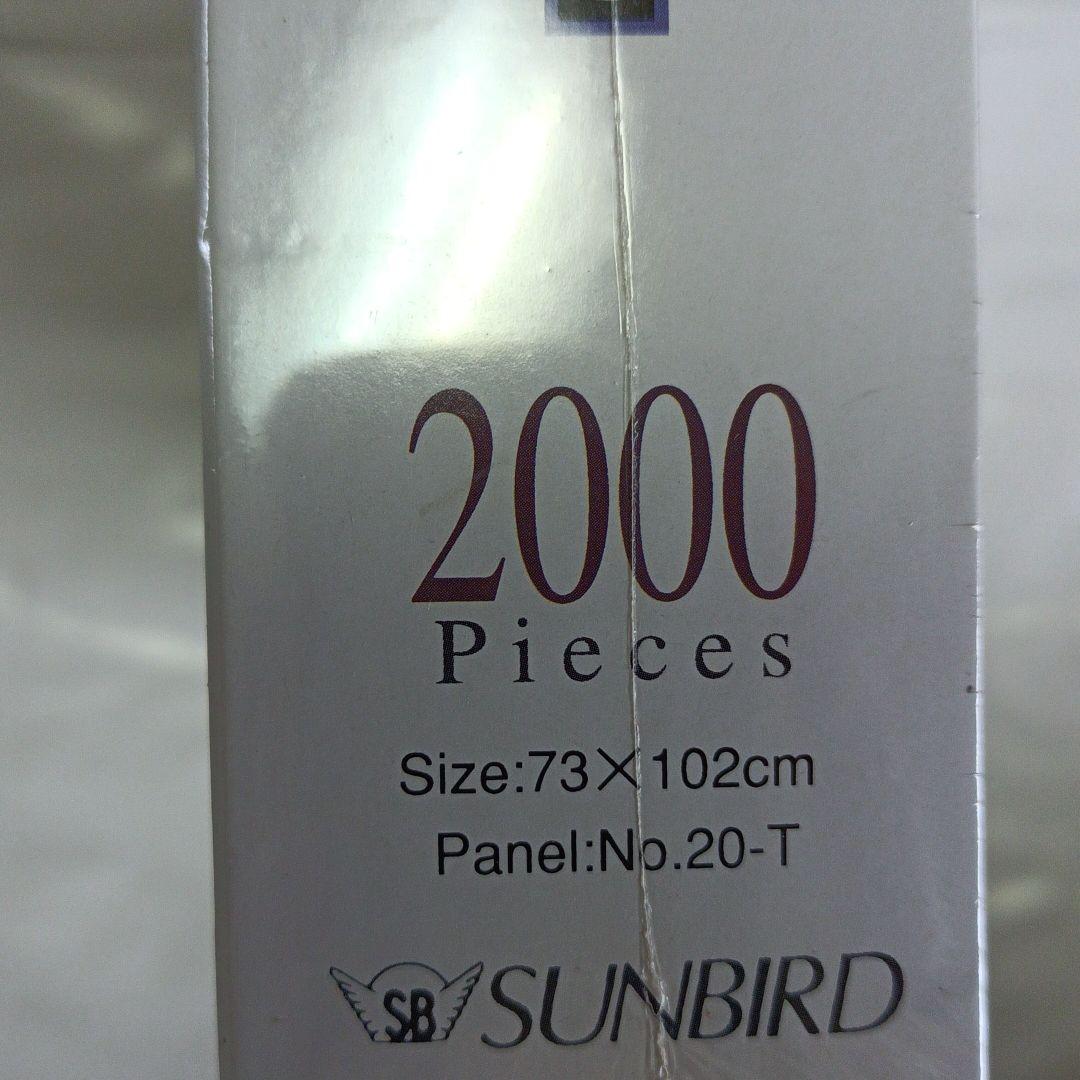 2000
Pieces
Size:73×102cm
Panel:No.20-T
SB SUNBIRD